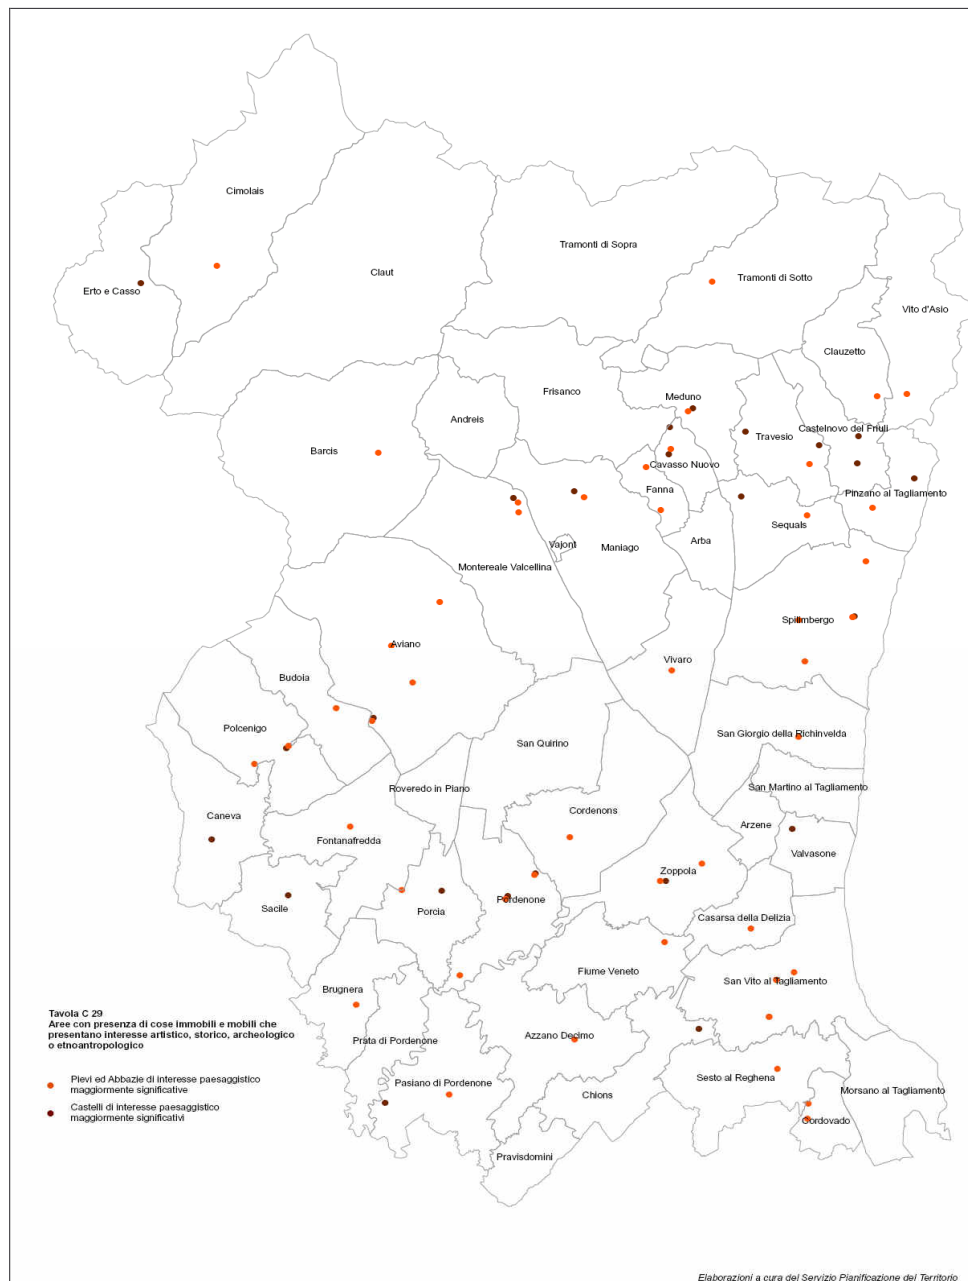 Cimolais
Tramonti di Sopra
Claut
Tramonti di Sotto
Erto e Casso
Vito d'Asio
Clauzetto
Frisanco
Meduno
Andreis
Castelnovo del Friuli
Travesio
Barcis
Cavasso Nuovo
Fanna
Pinzano al Tagliamento
Sequals
Arba
Vajont
Maniago
Montereale Valcellina
Spilimbergo
Aviano
Vivaro
Budoia
Polcenigo
San Giorgio della Richinvelda
San Quirino
Roveredo in Piano
San Martino al Tagliamento
Caneva
Cordenons
Arzene
Fontanafredda
Valvasone
Zoppola
Pordenone
Sacile
Porcia
Casarsa della Delizia
Fiume Veneto
San Vito al Tagliamento
Brugnera
Tavola C 29
Aree con presenza di cose immobili e mobili che
presentano interesse artistico, storico, archeologico
o etnoantropologico
Azzano Decimo
Prata di Pordenone
Sesto al Reghena
Pievi ed Abbazie di interesse paesaggistico
maggiormente significative
Pasiano di Pordenone
Morsano al Tagliamento
Chions
Castelli di interesse paesaggistico
maggiormente significativi
Cordovado
Pravisdomini
Elaborazioni a cura del Servizio Pianificazione del Territorio